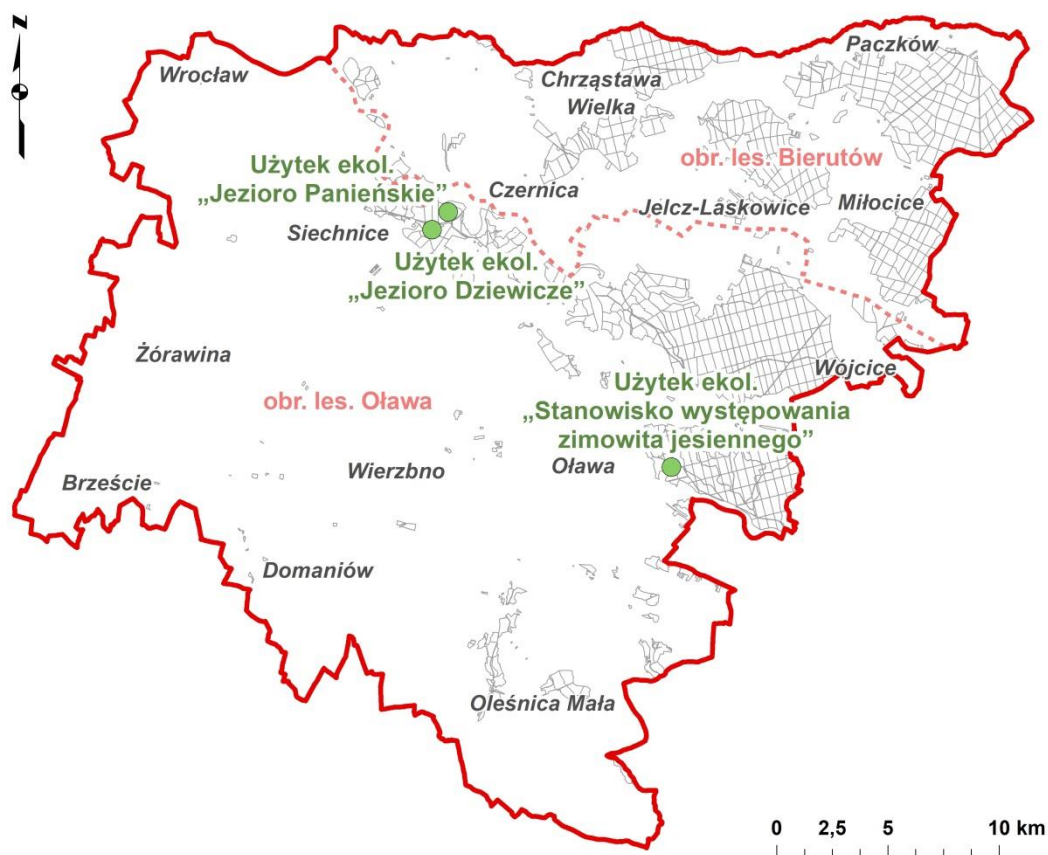 N
Paczków
Wrocław
Chrząstawa
Wielka
obr. les. Bierutów
Użytek ekol.
„Jezioro Panieńskie”
Czernica
Jelcz-Laskowice
Miłocice
Siechnice
Użytek ekol.
„Jezioro Dziewicze”
Żórawina
Wójcice
Użytek ekol.
„Stanowisko występowania
zimowita jesiennego”
obr. les. Oława
Wierzbno
Oława
Brzeście
Domaniów
Oleśnica Mała
0 2,5 5 10 km